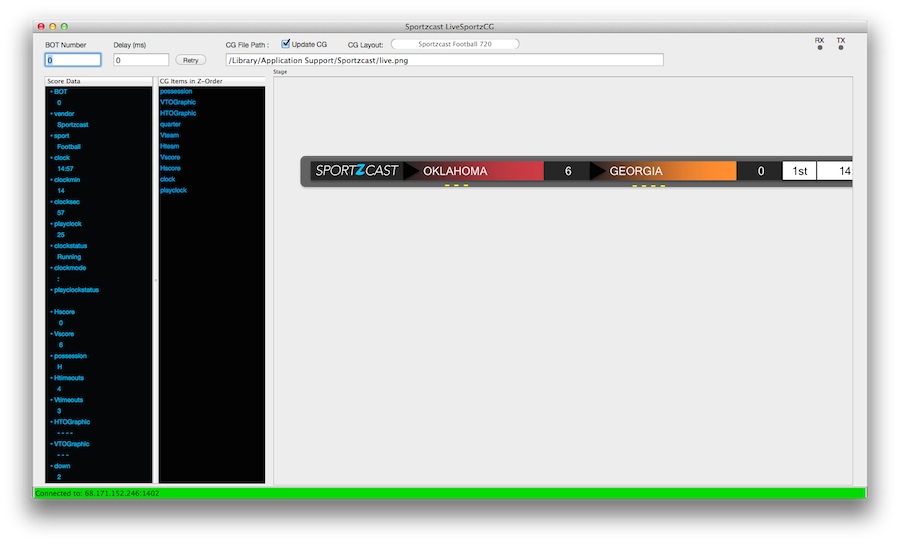 Sportzcast LiveSportzCG
BOT Number
Delay (ms)
CG File Path :
Update CG
CG Layout:
Sportzcast Football 720
RX
TX
0
0
Retry
/Library/Application Support/Sportzcast/live.png
Stage
Score Data
BOT
0
vendor
Sportzcast
sport
Football
clock
14:57
clockmin
14
clocksec
57
playclock
25
clockstatus
Running
clockmode
:
playclockstatus
Hscore
0
Vscore
6
possession
H
Htimeouts
4
Vtimeouts
3
HTOGraphic
- - - -
VTOGraphic
- - -
down
2
CG Items in Z-Order
possession
VTOGraphic
HTOGraphic
quarter
Vteam
Hteam
Vscore
Hscore
clock
playclock
SPORTZCAST OKLAHOMA 6 GEORGIA 0 1st 14
- - - - - - -
Connected to: 68.171.152.246:1402